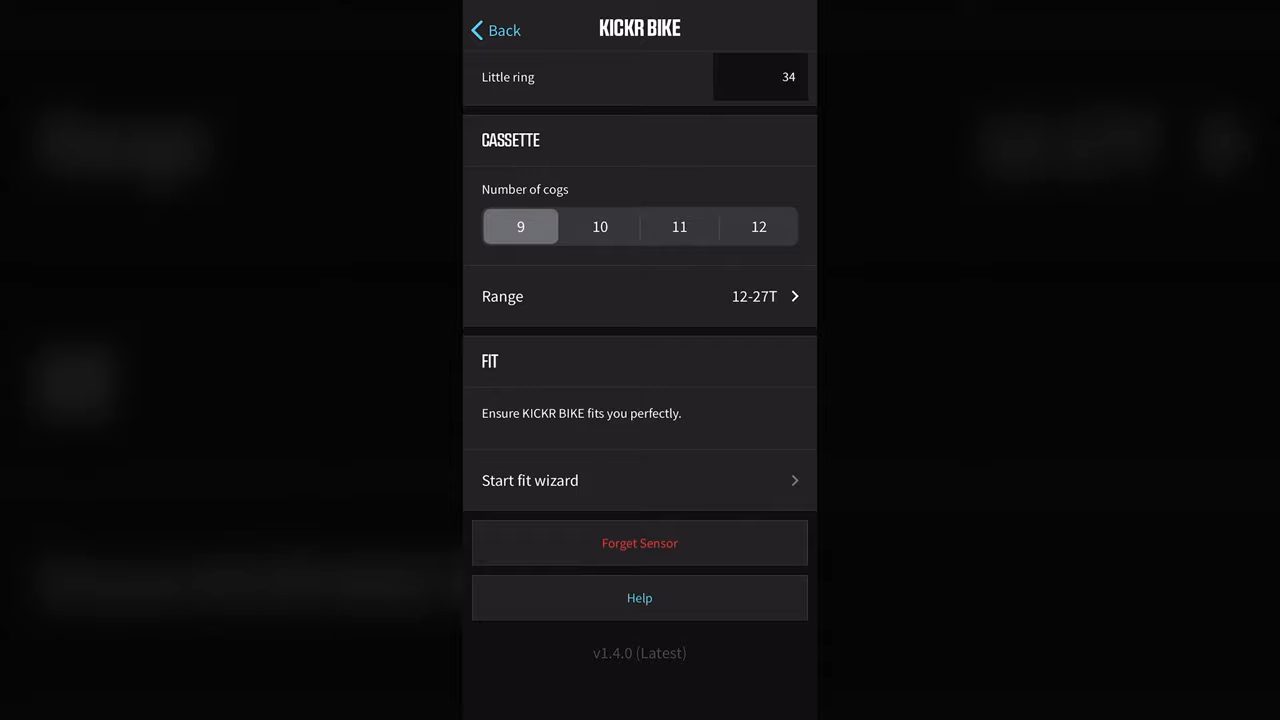 Back
KICKR BIKE
Little ring
34
CASSETTE
Number of cogs
9 10 11 12
Range
12-27T
FIT
Ensure KICKR BIKE fits you perfectly.
Start fit wizard
Forget Sensor
Help
v1.4.0 (Latest)